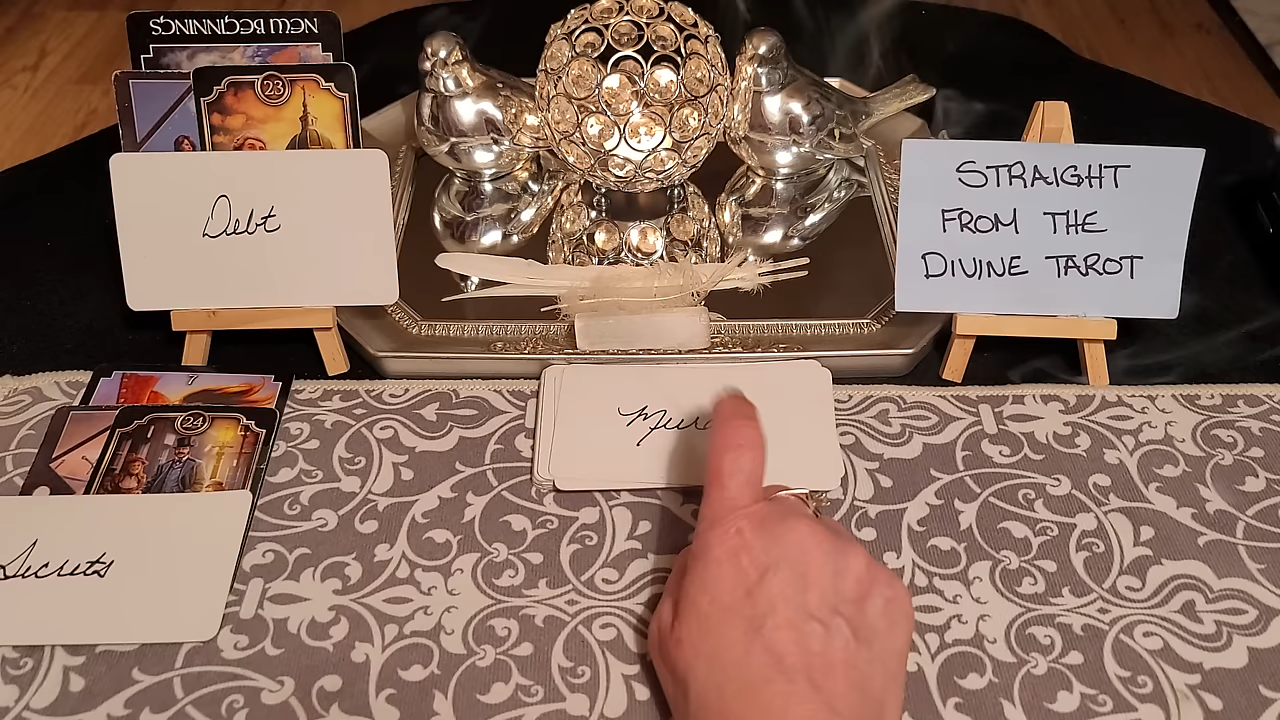 NEW BEGINNINGS
23
Debt
STRAIGHT
FROM THE
DIVINE TAROT
7
24
Secrets